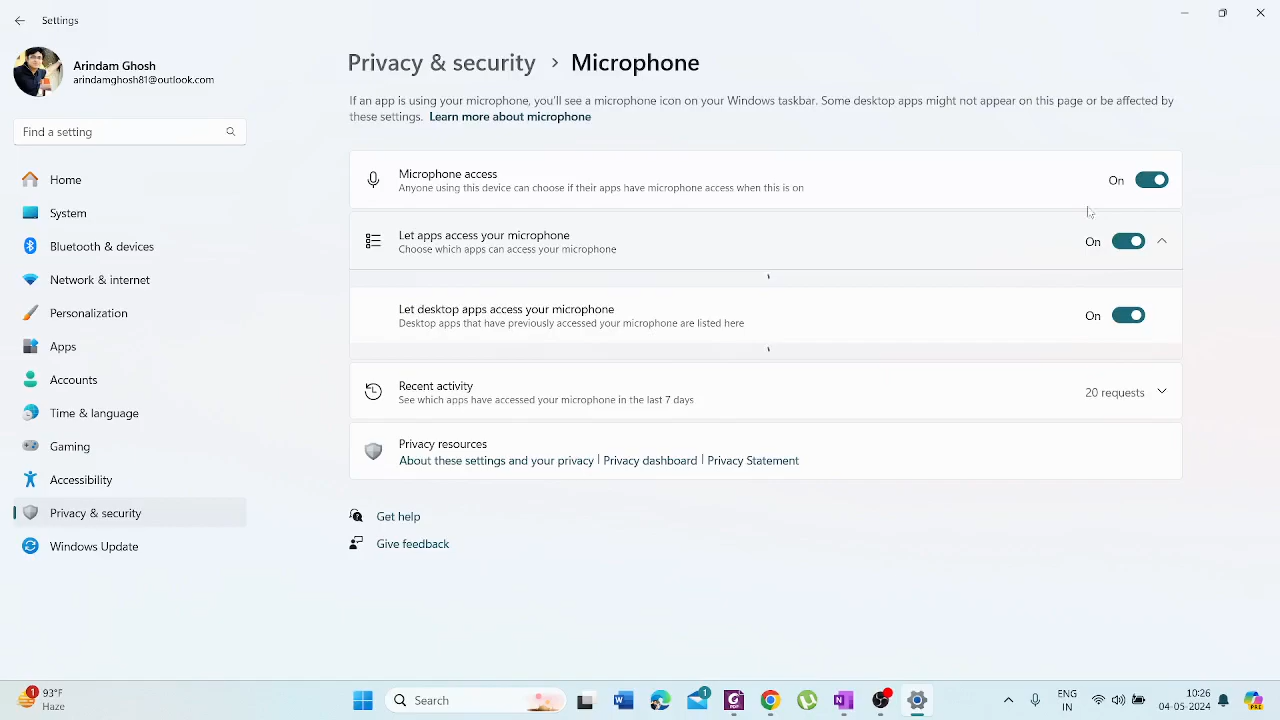 Settings
Arindam Ghosh
arindamghosh81@outlook.com
Find a setting
Home
System
Bluetooth & devices
Network & internet
Personalization
Apps
Accounts
Time & language
Gaming
Accessibility
Privacy & security
Windows Update
Privacy & security > Microphone
If an app is using your microphone, you'll see a microphone icon on your Windows taskbar. Some desktop apps might not appear on this page or be affected by
these settings. Learn more about microphone
Microphone access
Anyone using this device can choose if their apps have microphone access when this is on
On
Let apps access your microphone
Choose which apps can access your microphone
On
Let desktop apps access your microphone
Desktop apps that have previously accessed your microphone are listed here
On
Recent activity
See which apps have accessed your microphone in the last 7 days
20 requests
Privacy resources
About these settings and your privacy | Privacy dashboard | Privacy Statement
Get help
Give feedback
1
93°F
Haze
Search
1
ENG
IN
10:26
04-05-2024